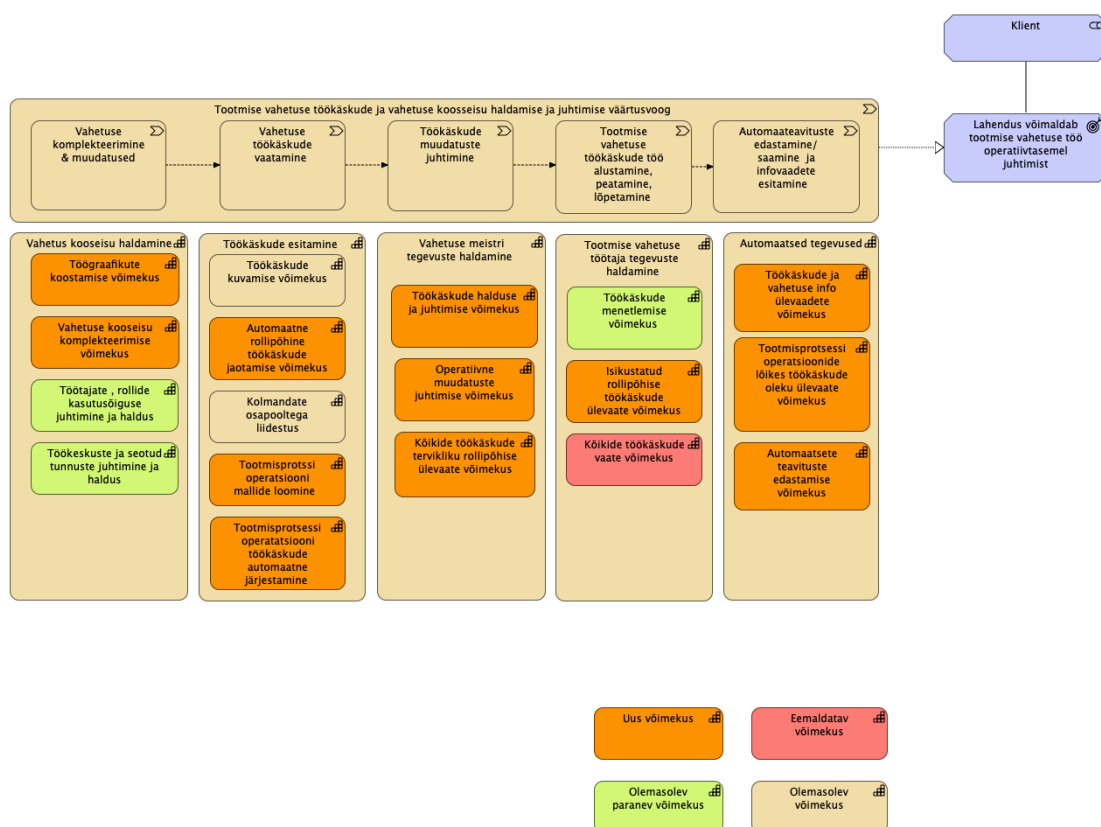 Klient
Lahendus võimaldab
tootmise vahetuse töö
operatiivtasemel
juhtimist
Tootmise vahetuse töökäskude ja vahetuse koosseisu haldamise ja juhtimise väärtusvoog
Vahetuse
komplekteerimine
& muudatused
Vahetuse
töökäskude
vaatamine
Töökäskude
muudatuste
juhtimine
Tootmise
vahetuse
töökäskude töö
alustamine,
peatamine,
lõpetamine
Automaateavituste
edastamine/
saamine ja
infovaadete
esitamine
Vahetus kooseisu haldamine
Töögraafikute
koostamise võimekus
Vahetuse kooseisu
komplekteerimise
võimekus
Töötajate , rollide
kasutusõiguse
juhtimine ja haldus
Töökeskuste ja seotud
tunnuste juhtimine ja
haldus
Töökäskude esitamine
Töökäskude
kuvamise võimekus
Automaatne
rollipõhine
töökäskude
jaotamise võimekus
Kolmandate
osapooltega
liidestus
Tootmisprotssi
operatsiooni
mallide loomine
Tootmisprotsessi
operatatsiooni
töökäskude
automaatne
järjestamine
Vahetuse meistri
tegevuste haldamine
Töökäskude halduse
ja juhtimise võimekus
Operatiivne
muudatuste
juhtimise võimekus
Kõikide töökäskude
tervikliku rollipõhise
ülevaate võimekus
Tootmise vahetuse
töötaja tegevuste
haldamine
Töökäskude
menetlemise
võimekus
Isikustatud
rollipõhise
töökäskude
ülevaate võimekus
Kõikide töökäskude
vaate võimekus
Automaatsed tegevused
Töökäskude ja
vahetuse info
ülevaadete
võimekus
Tootmisprotsessi
operatsioonide
lõikes töökäskude
oleku ülevaate
võimekus
Automaatsete
teavituste
edastamise
võimekus
Uus võimekus
Eemaldatav
võimekus
Olemasolev
paranev võimekus
Olemasolev
võimekus